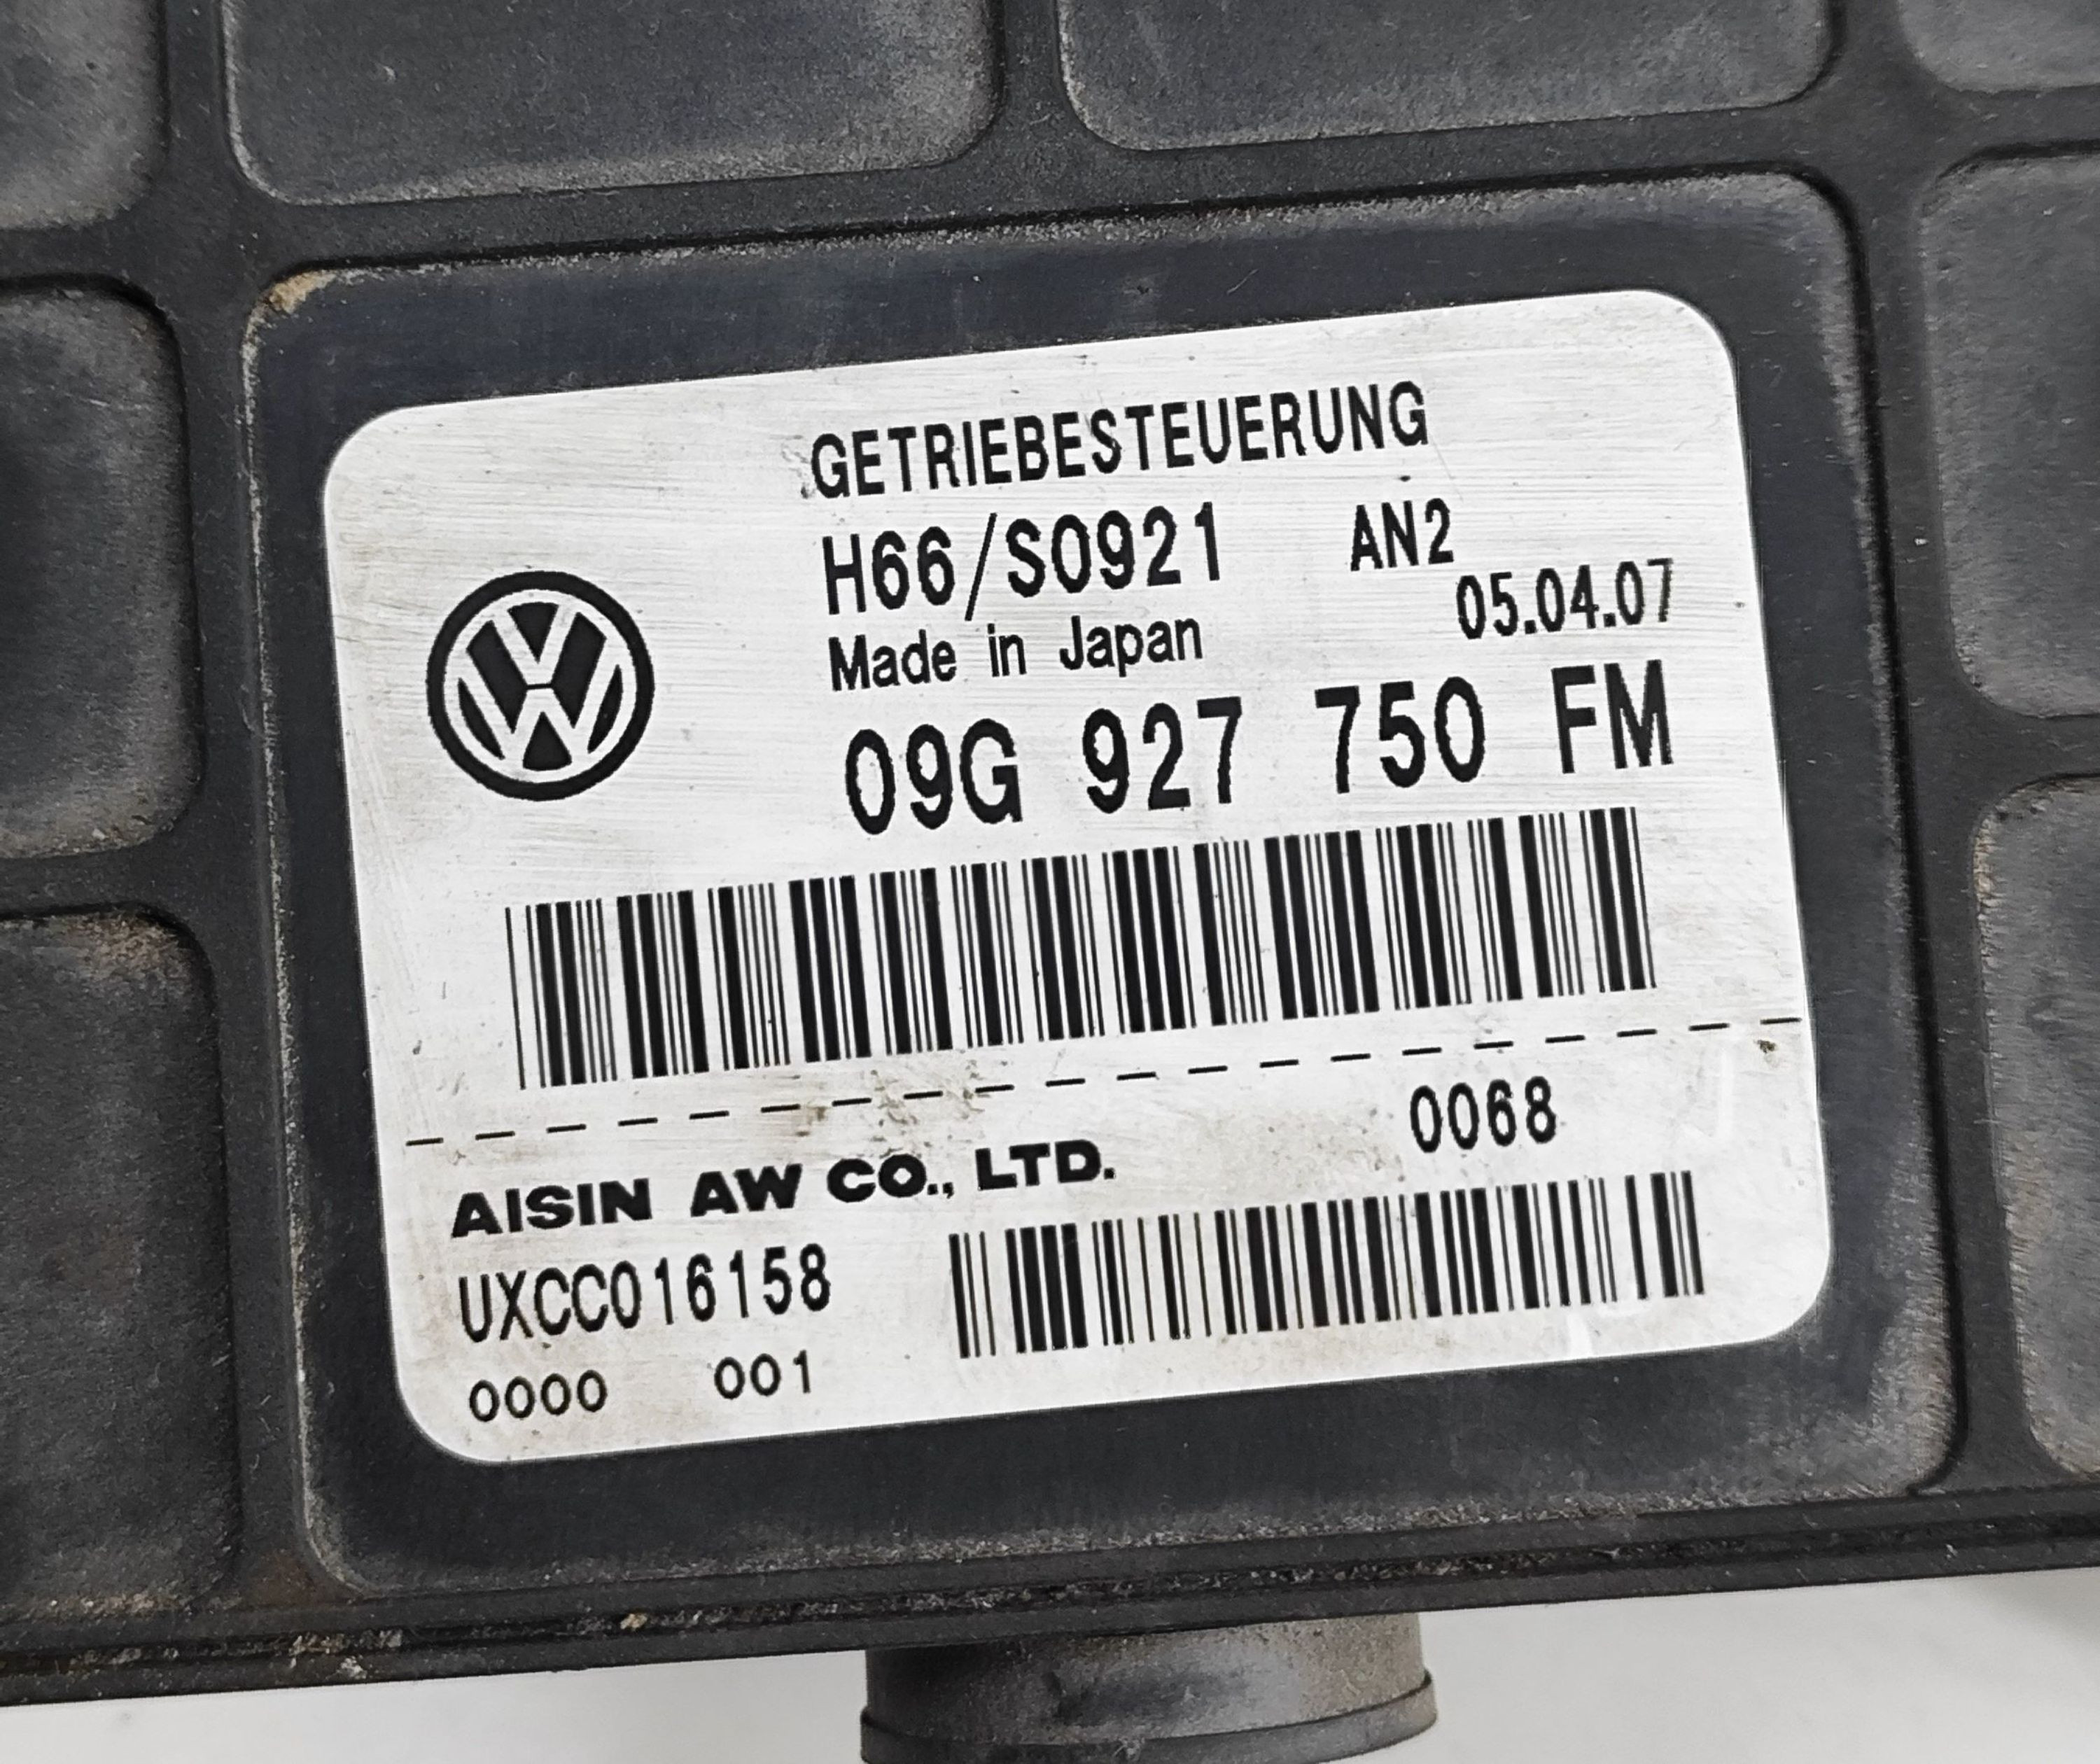 GETRIEBESTEUERUNG
H66/S0921 AN2
Made in Japan 05.04.07
09G 927 750 FM
0068
AISIN AW CO., LTD.
UXCC016158
0000 001